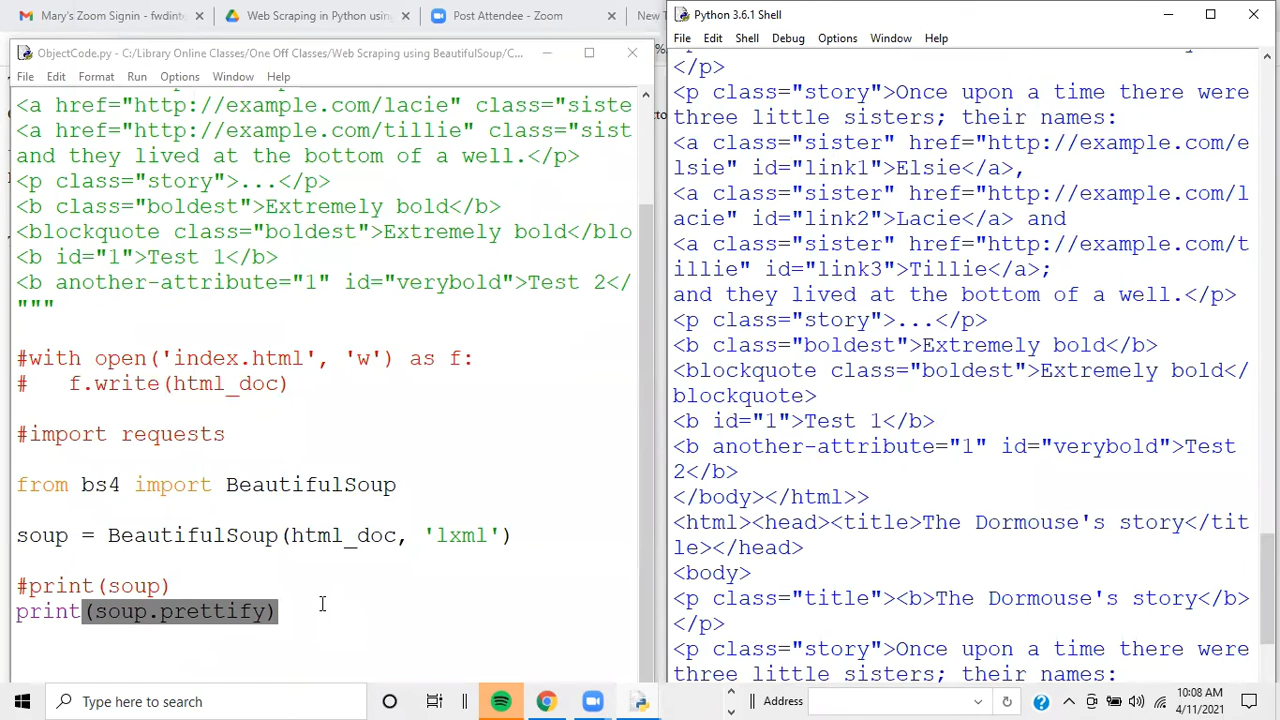 Mary's Zoom Signin - fwdint
Web Scraping in Python using
Post Attendee - Zoom
New T
ObjectCode.py - C:/Library Online Classes/One Off Classes/Web Scraping using BeautifulSoup/C...
File Edit Format Run Options Window Help
<a href="http://example.com/lacie" class="siste
<a href="http://example.com/tillie" class="sist
and they lived at the bottom of a well.</p>
<p class="story">...</p>
<b class="boldest">Extremely bold</b>
<blockquote class="boldest">Extremely bold</blo
<b id="1">Test 1</b>
<b another-attribute="1" id="verybold">Test 2</
"""
#with open('index.html', 'w') as f:
#   f.write(html_doc)
#import requests
from bs4 import BeautifulSoup
soup = BeautifulSoup(html_doc, 'lxml')
#print(soup)
print(soup.prettify)
Python 3.6.1 Shell
File Edit Shell Debug Options Window Help
</p>
<p class="story">Once upon a time there were
three little sisters; their names:
<a class="sister" href="http://example.com/e
lsie" id="link1">Elsie</a>,
<a class="sister" href="http://example.com/l
acie" id="link2">Lacie</a> and
<a class="sister" href="http://example.com/t
illie" id="link3">Tillie</a>;
and they lived at the bottom of a well.</p>
<p class="story">...</p>
<b class="boldest">Extremely bold</b>
<blockquote class="boldest">Extremely bold</
blockquote>
<b id="1">Test 1</b>
<b another-attribute="1" id="verybold">Test
2</b>
</body></html>>
<html><head><title>The Dormouse's story</tit
le></head>
<body>
<p class="title"><b>The Dormouse's story</b>
</p>
<p class="story">Once upon a time there were
three little sisters; their names:
Type here to search
Address
10:08 AM
4/11/2021